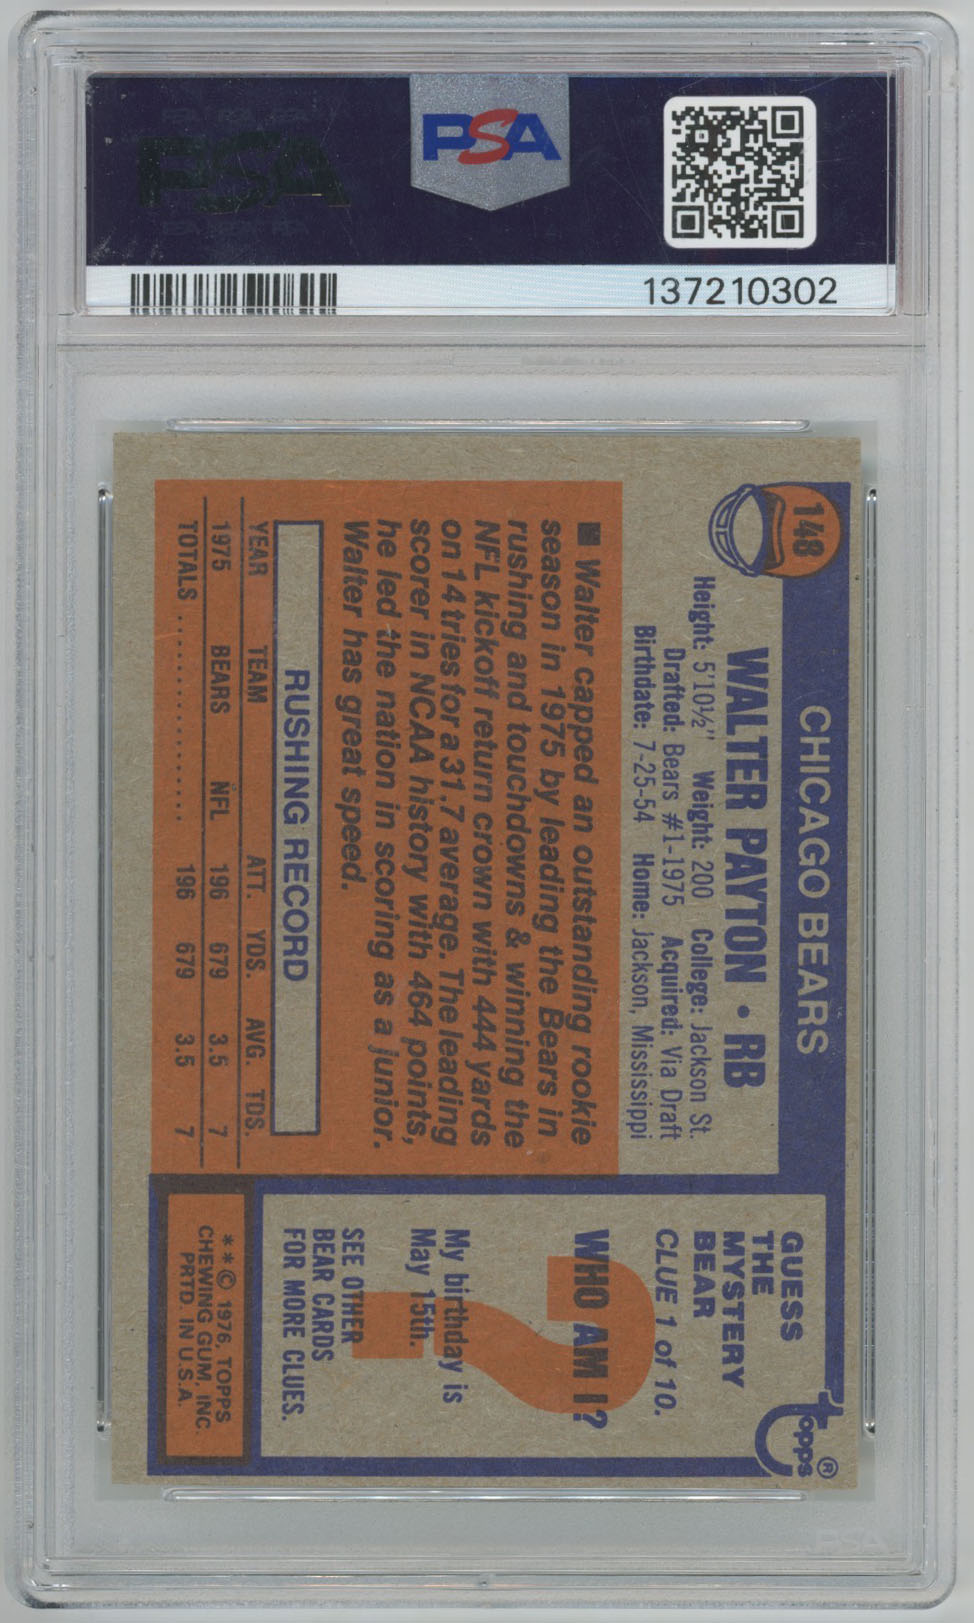 PSA
PSA
137210302
148
CHICAGO BEARS
WALTER PAYTON • RB
Height: 5'10½" Weight: 200 College: Jackson St.
Drafted: Bears #1-1975 Acquired: Via Draft
Birthdate: 7-25-54 Home: Jackson, Mississippi
■ Walter capped an outstanding rookie
season in 1975 by leading the Bears in
rushing and touchdowns & winning the
NFL kickoff return crown with 444 yards
on 14 tries for a 31.7 average. The leading
scorer in NCAA history with 464 points,
he led the nation in scoring as a junior.
Walter has great speed.
RUSHING RECORD
YEAR TEAM ATT. YDS. AVG. TDS.
1975 BEARS NFL 196 679 3.5 7
TOTALS.................... 196 679 3.5 7
GUESS
THE
MYSTERY
BEAR
CLUE 1 of 10.
WHO AM I?
?
My birthday is
May 15th.
SEE OTHER
BEAR CARDS
FOR MORE CLUES.
Topps®
**© 1976, TOPPS
CHEWING GUM, INC.
PRTD. IN U.S.A.
PSA